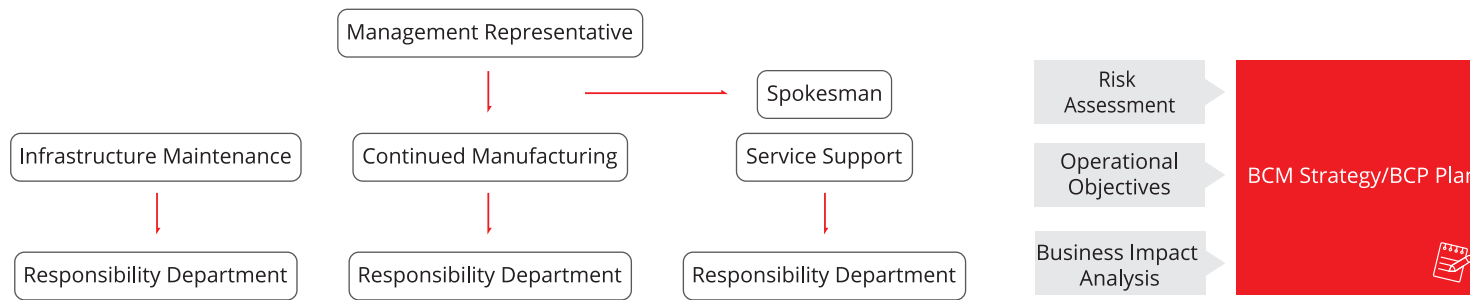 Management Representative
Spokesman
Infrastructure Maintenance
Continued Manufacturing
Service Support
Responsibility Department
Responsibility Department
Responsibility Department
Risk
Assessment
Operational
Objectives
Business Impact
Analysis
BCM Strategy/BCP Plan